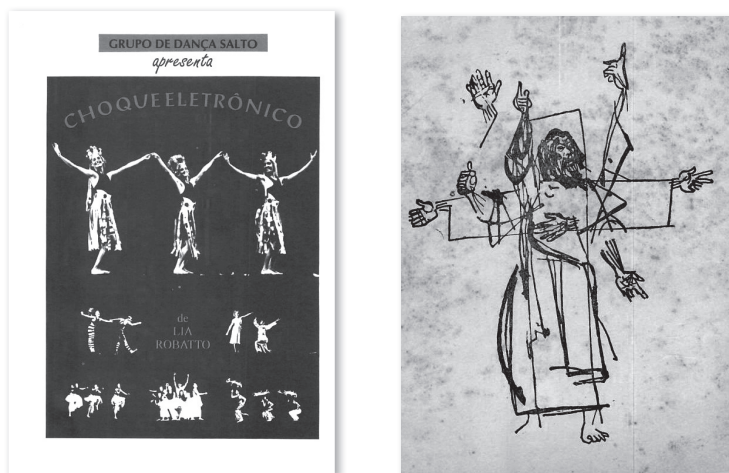 GRUPO DE DANÇA SALTO
apresenta
CHOQUE ELETRÔNICO
de
LIA
ROBATTO